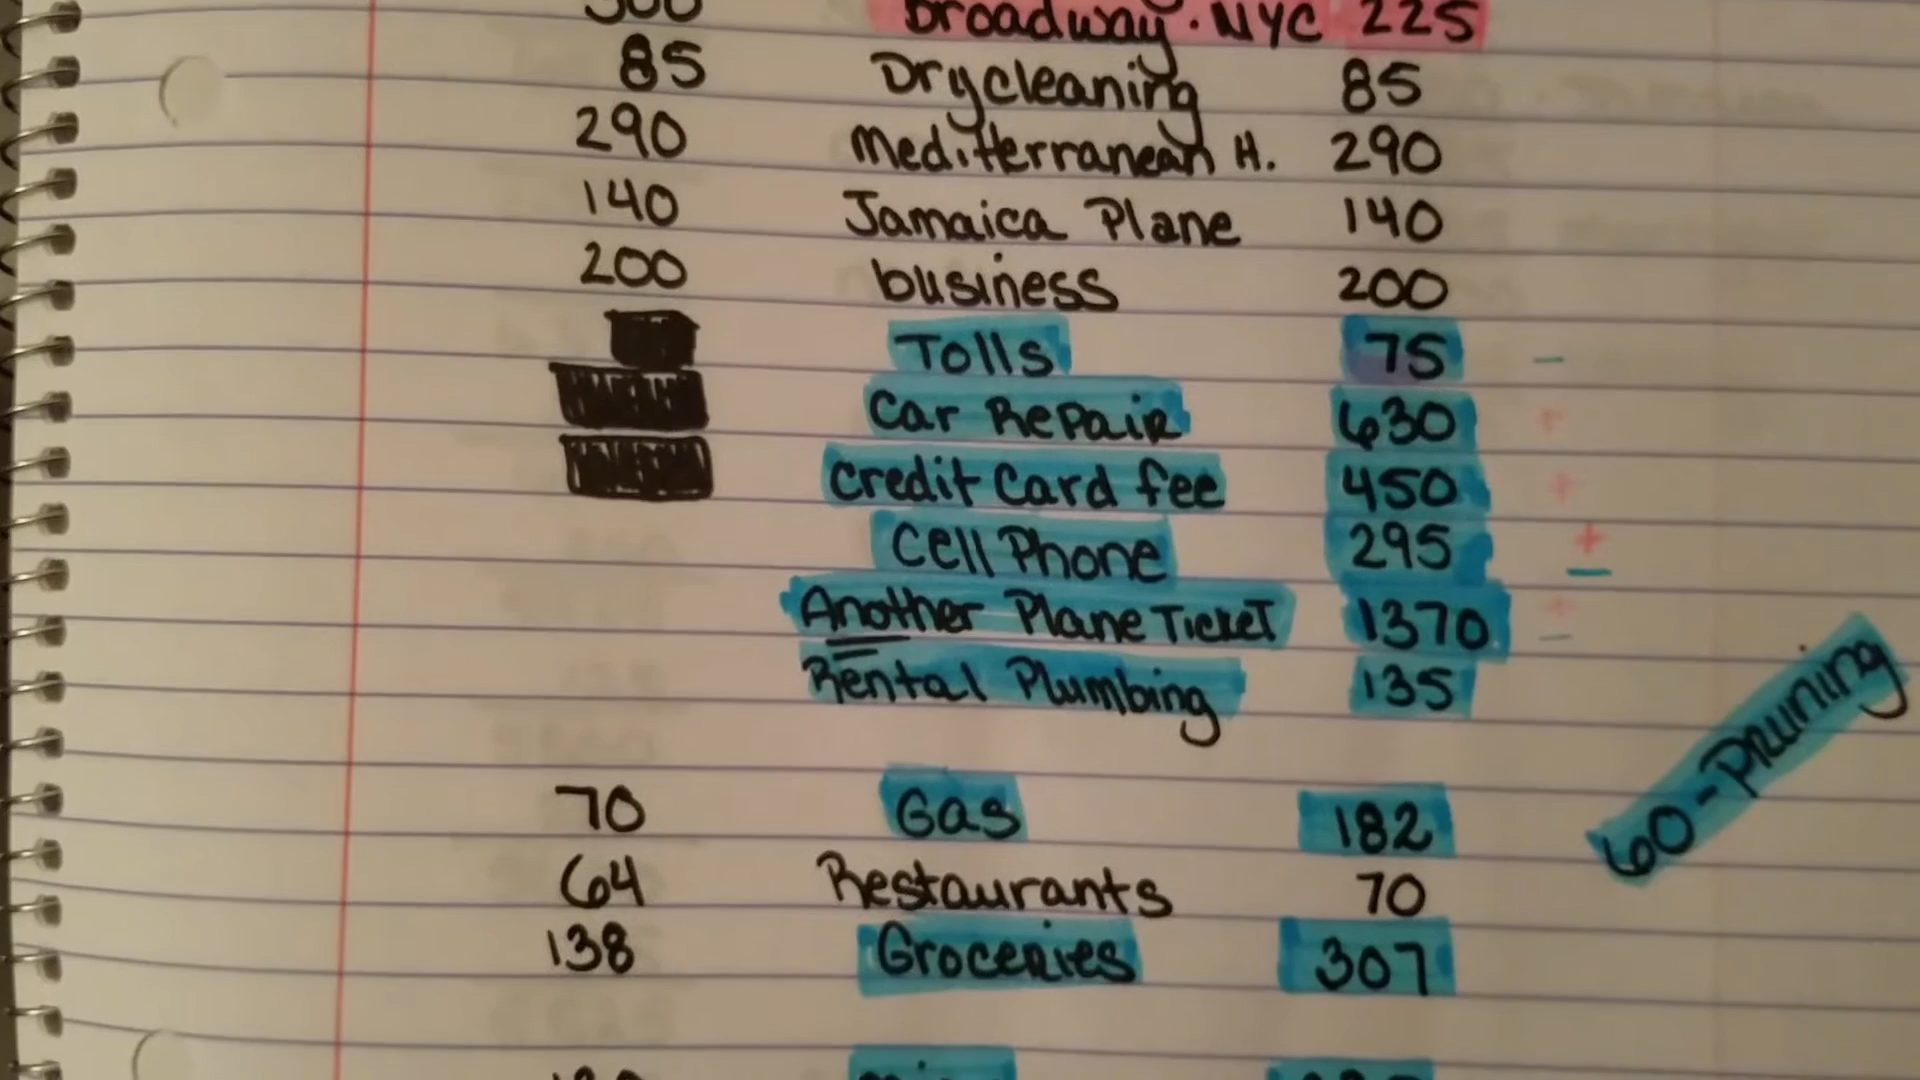 300 Broadway. NYC 225
85 Drycleaning 85
290 Mediterranean H. 290
140 Jamaica Plane 140
200 business 200
Tolls 75 -
Car Repair 630 +
Credit Card fee 450 +
Cell Phone 295 + -
Another Plane Ticket 1370 + -
Rental Plumbing 135
60-Pruning
70 Gas 182
64 Restaurants 70
138 Groceries 307